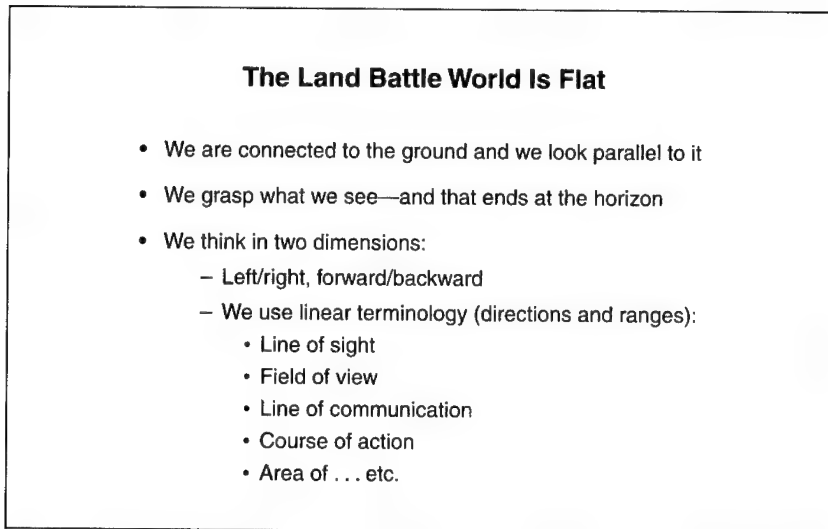 The Land Battle World Is Flat
• We are connected to the ground and we look parallel to it
• We grasp what we see—and that ends at the horizon
• We think in two dimensions:
– Left/right, forward/backward
– We use linear terminology (directions and ranges):
• Line of sight
• Field of view
• Line of communication
• Course of action
• Area of . . . etc.